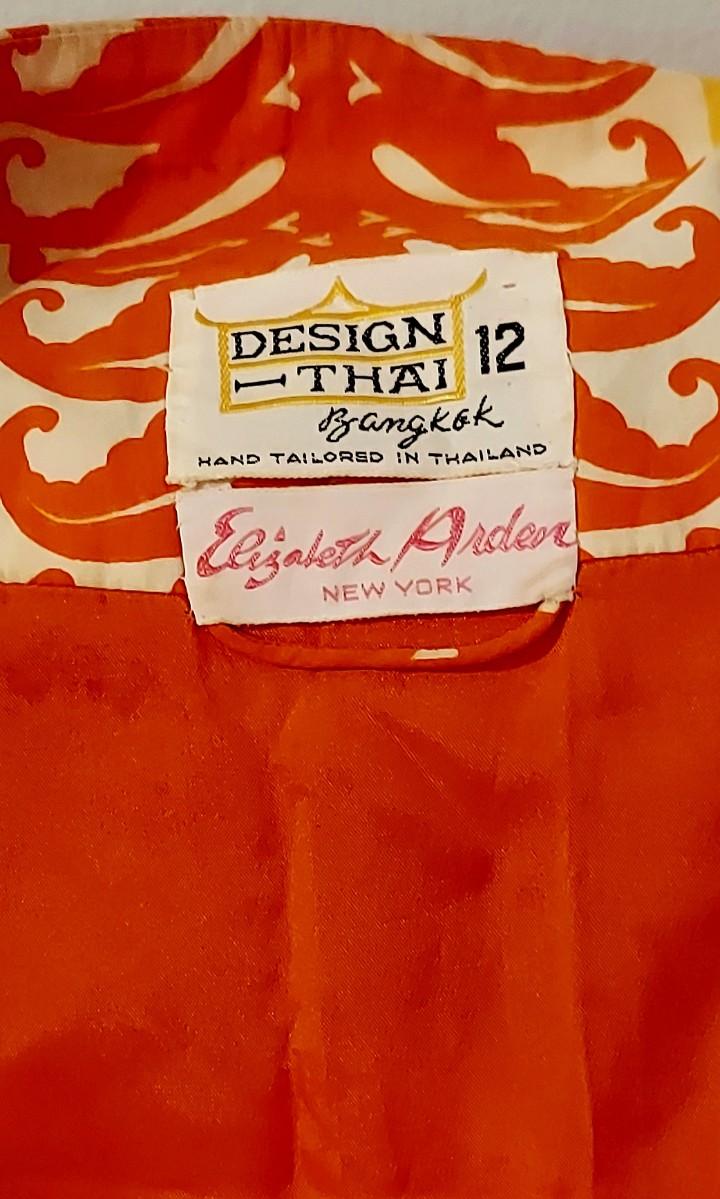 DESIGN
THAI
12
Bangkok
HAND TAILORED IN THAILAND
Elizabeth Arden
NEW YORK